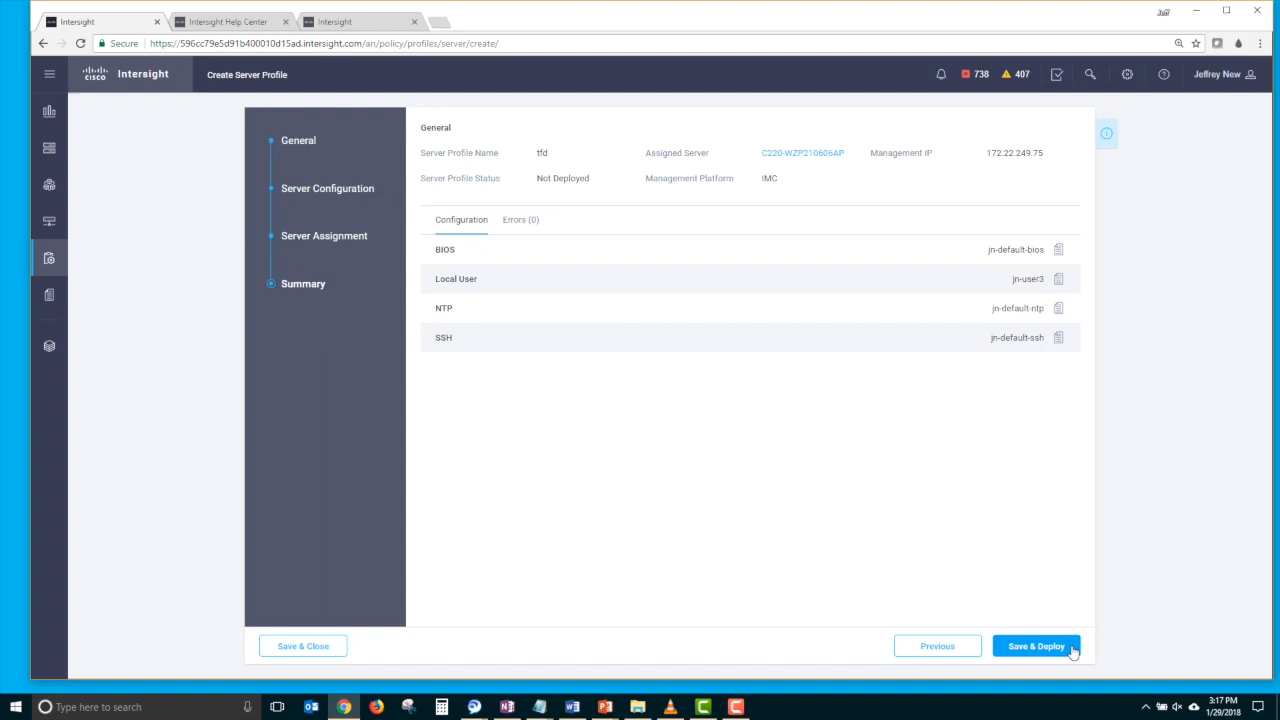 Intersight
Intersight Help Center
Intersight
Secure
https://596cc79e5d91b400010d15ad.intersight.com/an/policy/profiles/server/create/
cisco
Intersight
Create Server Profile
738
407
Jeffrey New
General
Server Configuration
Server Assignment
Summary
General
Server Profile Name tfd Assigned Server C220-WZP210606AP Management IP 172.22.249.75
Server Profile Status Not Deployed Management Platform IMC
Configuration Errors (0)
BIOS jn-default-bios
Local User jn-user3
NTP jn-default-ntp
SSH jn-default-ssh
Save & Close
Previous
Save & Deploy
Type here to search
3:17 PM
1/29/2018